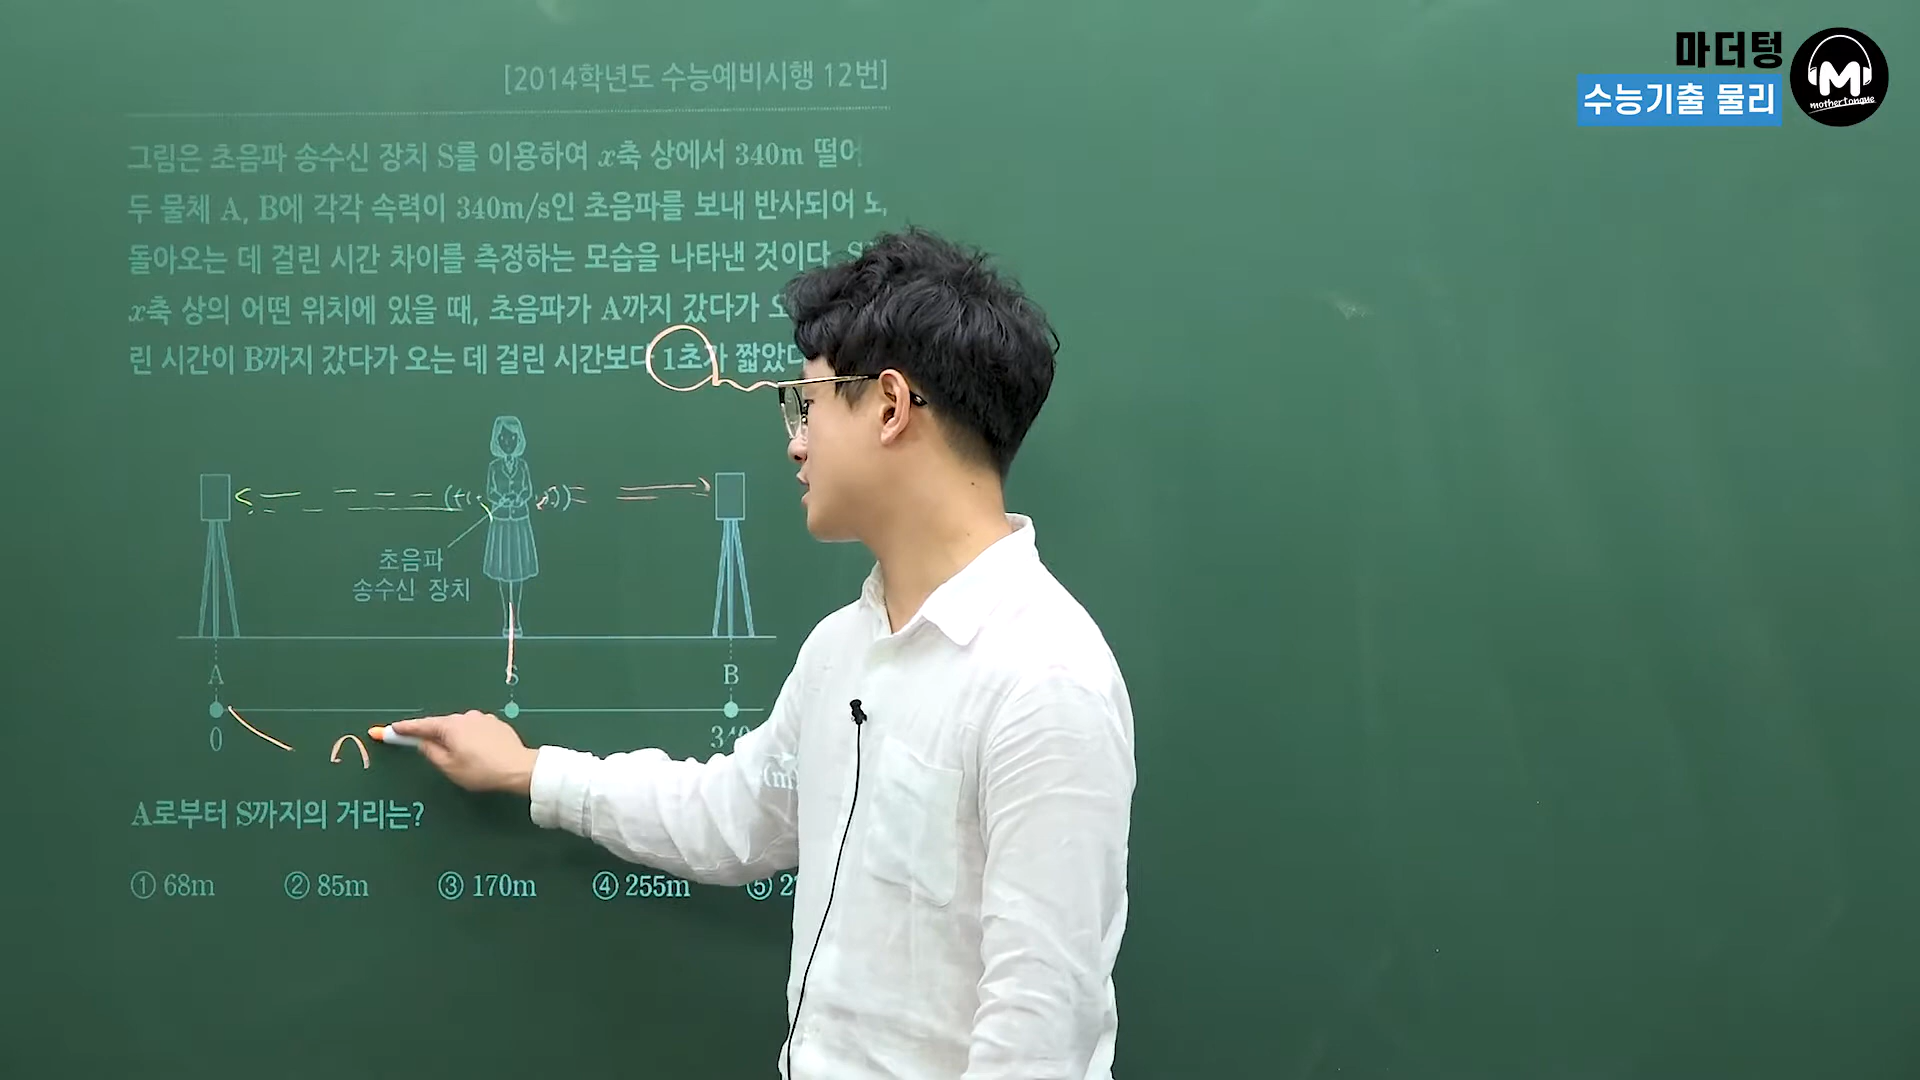 마더텅
수능기출 물리
M
mothertongue
[2014학년도 수능예비시행 12번]
그림은 초음파 송수신 장치 S를 이용하여 x축 상에서 340m 떨어
두 물체 A, B에 각각 속력이 340m/s인 초음파를 보내 반사되어
돌아오는 데 걸린 시간 차이를 측정하는 모습을 나타낸 것이다. S
x축 상의 어떤 위치에 있을 때, 초음파가 A까지 갔다가
린 시간이 B까지 갔다가 오는 데 걸린 시간보다 1초가 짧았다
초음파
송수신 장치
A S B
0
(m)
A로부터 S까지의 거리는?
① 68m ② 85m ③ 170m ④ 255m ⑤